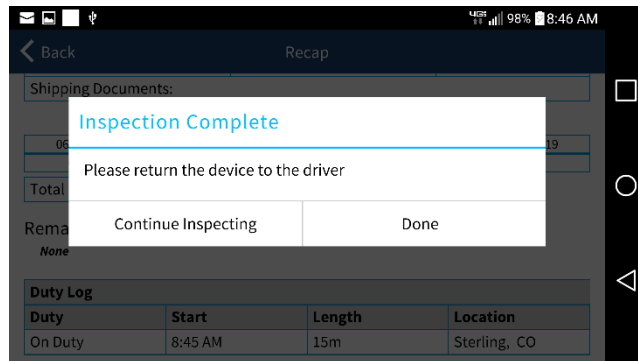 4G 98% 8:46 AM
Back Recap
Shipping Documents:
Inspection Complete
06 19
Please return the device to the driver
Total
Continue Inspecting Done
Rema
None
Duty Log
Duty Start Length Location
On Duty 8:45 AM 15m Sterling, CO